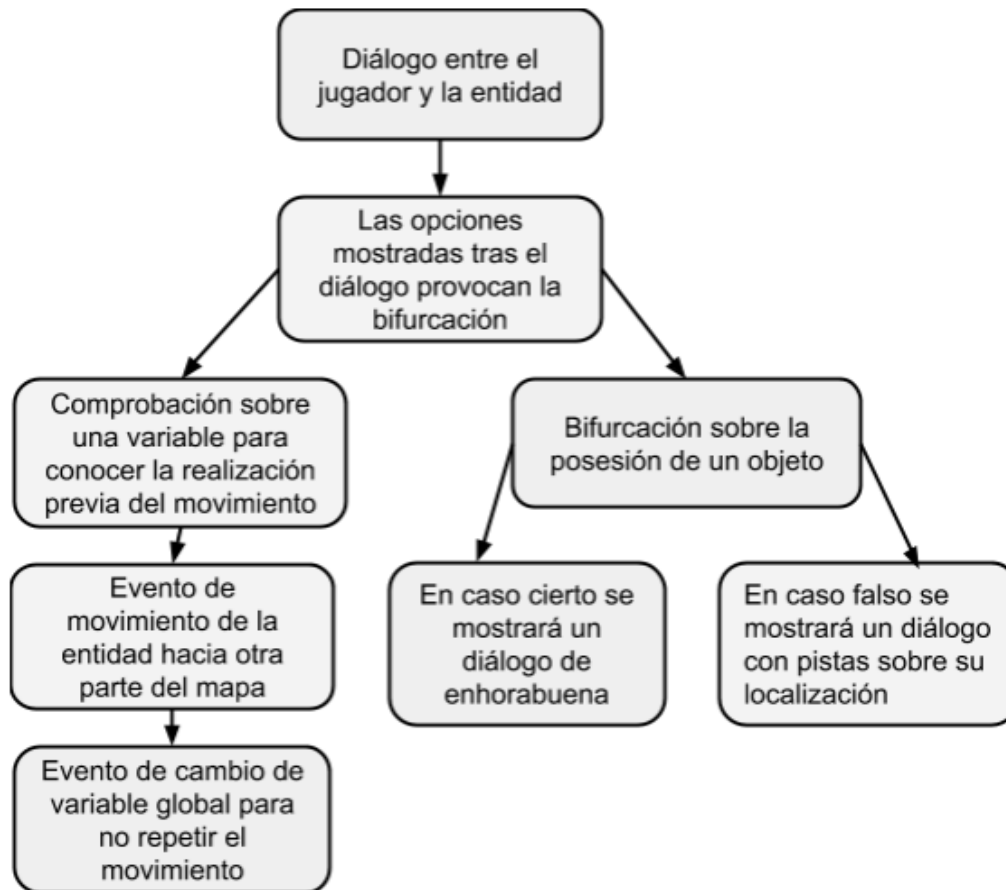 Diálogo entre el
jugador y la entidad
Las opciones
mostradas tras el
diálogo provocan la
bifurcación
Comprobación sobre
una variable para
conocer la realización
previa del movimiento
Bifurcación sobre la
posesión de un objeto
Evento de
movimiento de la
entidad hacia otra
parte del mapa
En caso cierto se
mostrará un
diálogo de
enhorabuena
En caso falso se
mostrará un diálogo
con pistas sobre su
localización
Evento de cambio de
variable global para
no repetir el
movimiento